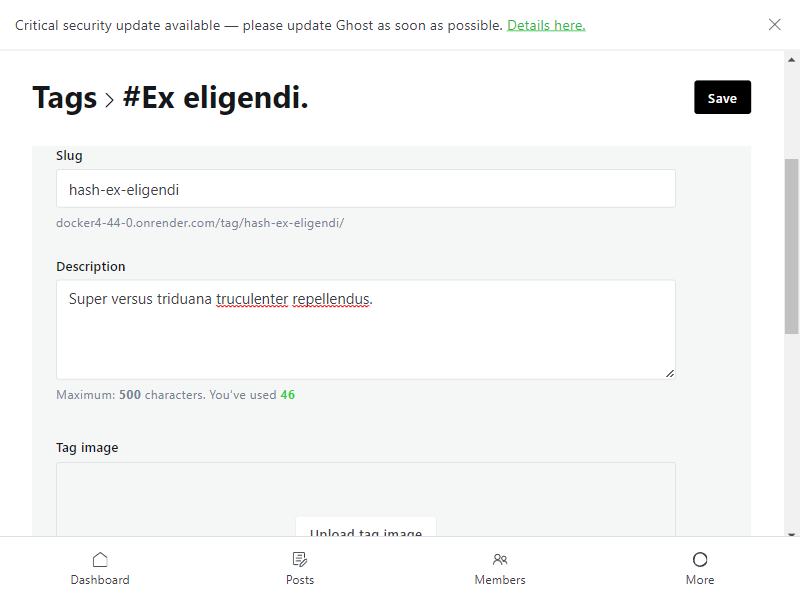 Critical security update available — please update Ghost as soon as possible. Details here.
Tags > #Ex eligendi.
Save
Slug
hash-ex-eligendi
docker4-44-0.onrender.com/tag/hash-ex-eligendi/
Description
Super versus triduana truculenter repellendus.
Maximum: 500 characters. You've used 46
Tag image
Upload tag image
Dashboard
Posts
Members
More